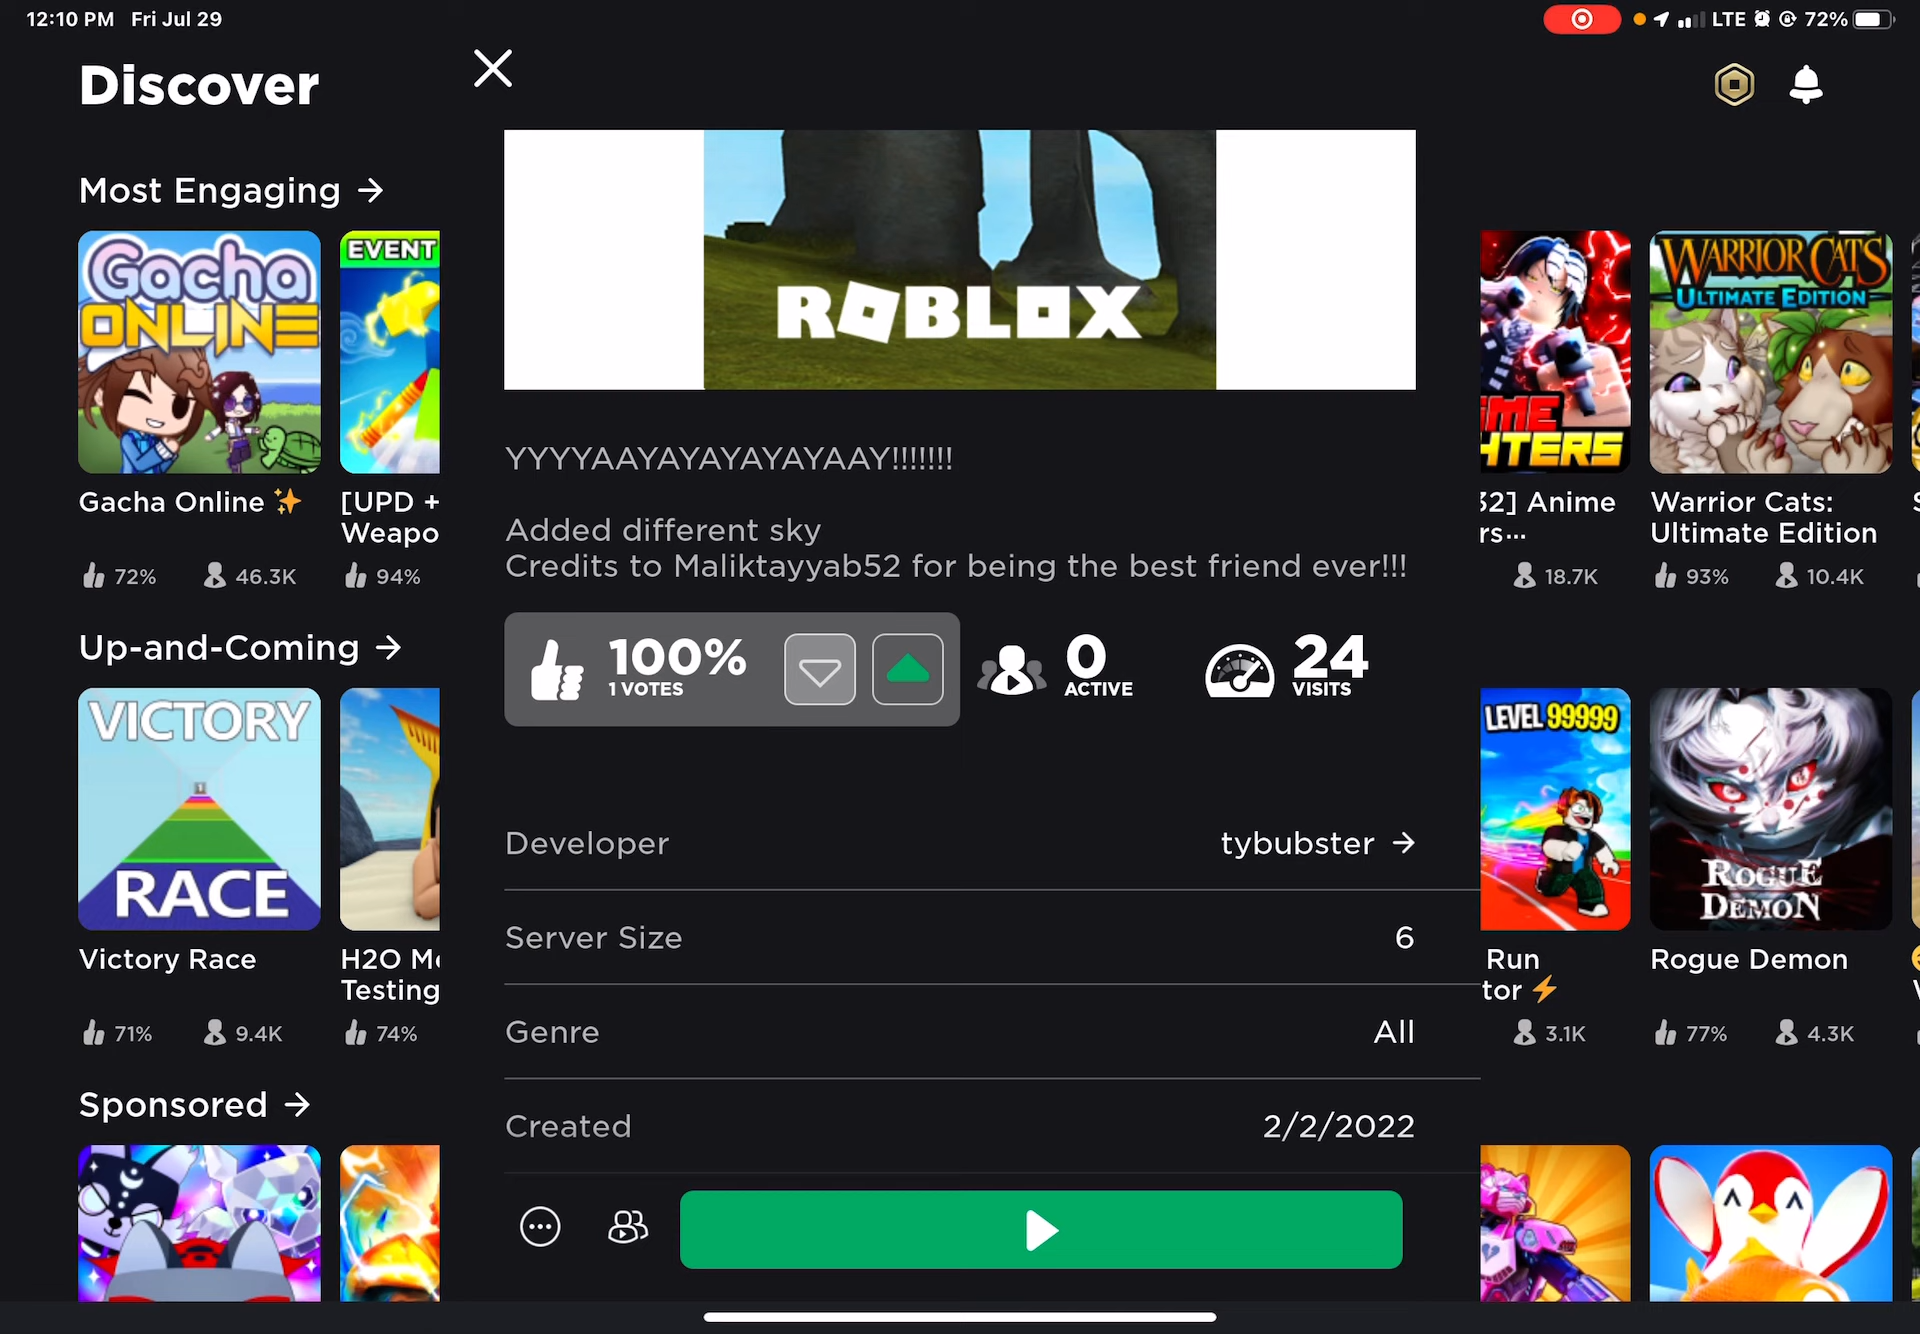 12:10 PM Fri Jul 29
LTE 72%
Discover
Most Engaging →
Gacha
ONLINE
EVENT
Gacha Online ✨
[UPD +
Weapo
72% 46.3K
94%
Up-and-Coming →
VICTORY
RACE
Victory Race
H2O M
Testing
71% 9.4K
74%
Sponsored →
ROBLOX
YYYYAAYAYAYAYAYAAY!!!!!!!
Added different sky
Credits to Maliktayyab52 for being the best friend ever!!!
100%
1 VOTES
0
ACTIVE
24
VISITS
Developer tybubster →
Server Size 6
Genre All
Created 2/2/2022
ME
HTERS
WARRIOR CATS
ULTIMATE EDITION
32] Anime
rs...
18.7K
Warrior Cats:
Ultimate Edition
93% 10.4K
LEVEL 99999
ROGUE
DEMON
Run
tor ⚡
3.1K
Rogue Demon
77% 4.3K